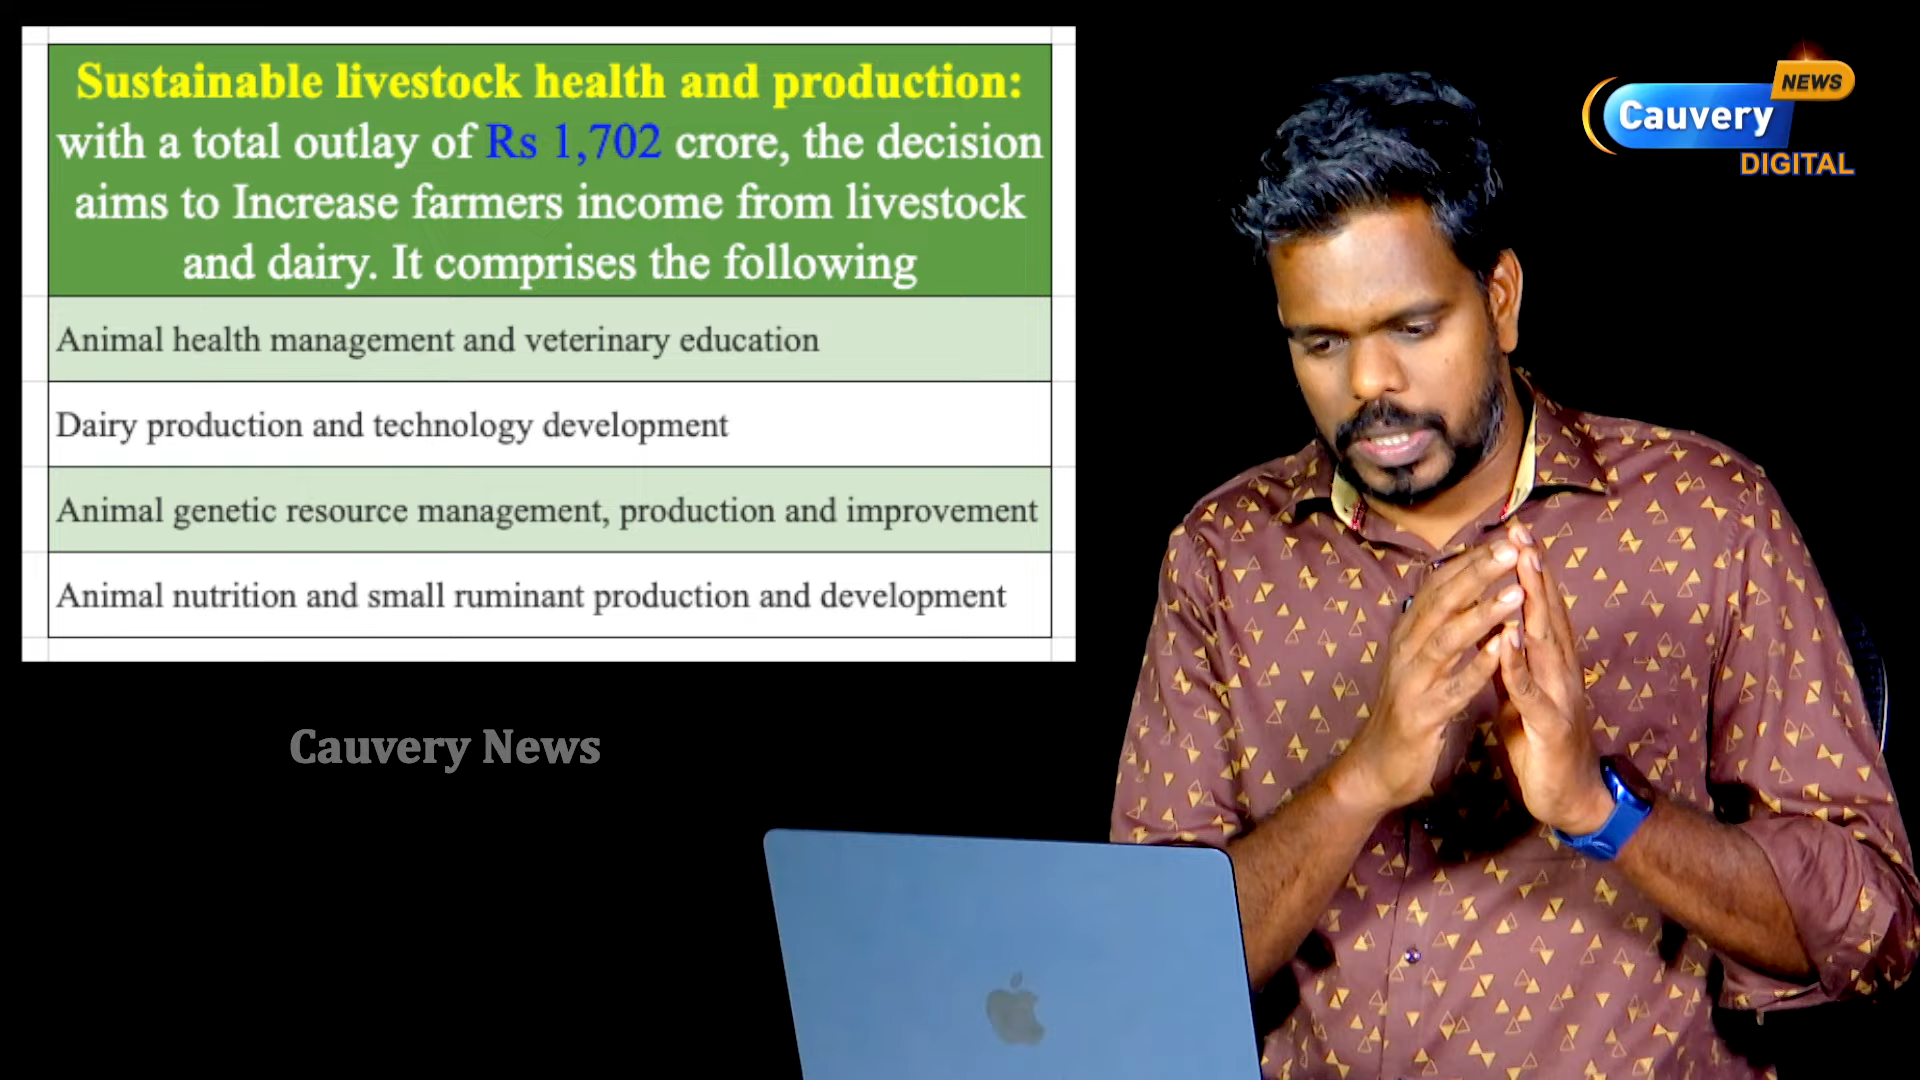 Sustainable livestock health and production:
with a total outlay of Rs 1,702 crore, the decision
aims to Increase farmers income from livestock
and dairy. It comprises the following
Animal health management and veterinary education
Dairy production and technology development
Animal genetic resource management, production and improvement
Animal nutrition and small ruminant production and development
NEWS
Cauvery
DIGITAL
Cauvery News